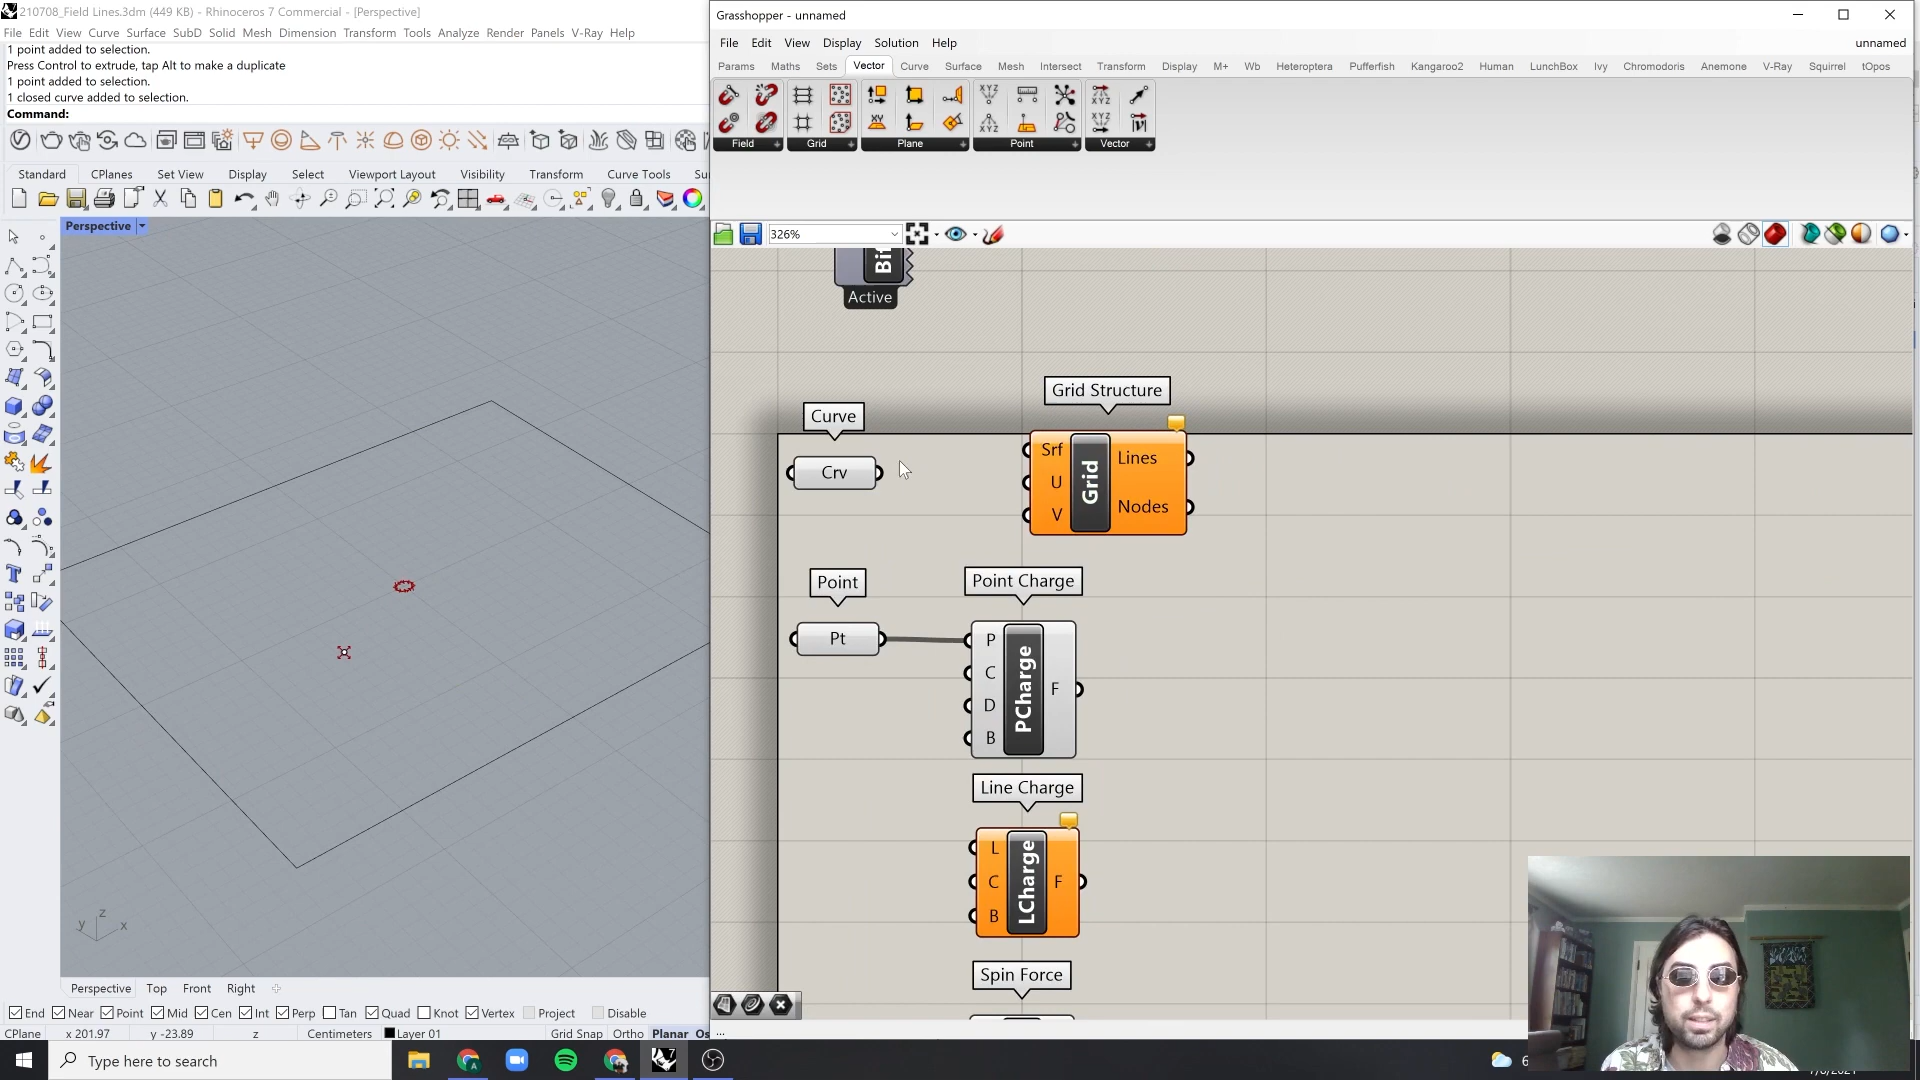 210708_Field Lines.3dm (449 KB) - Rhinoceros 7 Commercial - [Perspective]
File Edit View Curve Surface SubD Solid Mesh Dimension Transform Tools Analyze Render Panels V-Ray Help
1 point added to selection.
Press Control to extrude, tap Alt to make a duplicate
1 point added to selection.
1 closed curve added to selection.
Command:
Standard CPlanes Set View Display Select Viewport Layout Visibility Transform Curve Tools Su
Perspective
z
y x
Perspective Top Front Right
End Near Point Mid Cen Int Perp Tan Quad Knot Vertex Project Disable
CPlane x 201.97 y -23.89 z Centimeters Layer 01 Grid Snap Ortho Planar Os
Grasshopper - unnamed
File Edit View Display Solution Help unnamed
Params Maths Sets Vector Curve Surface Mesh Intersect Transform Display M+ Wb Heteroptera Pufferfish Kangaroo2 Human LunchBox Ivy Chromodoris Anemone V-Ray Squirrel tOpos
XYZ XYZ
XY XYZ XYZ
Field Grid Plane Point Vector
326%
Active
Grid Structure
Curve
Crv
Srf U V Grid Lines Nodes
Point
Pt
Point Charge
P C D B PCharge F
Line Charge
L C B LCharge F
Spin Force
...
Type here to search